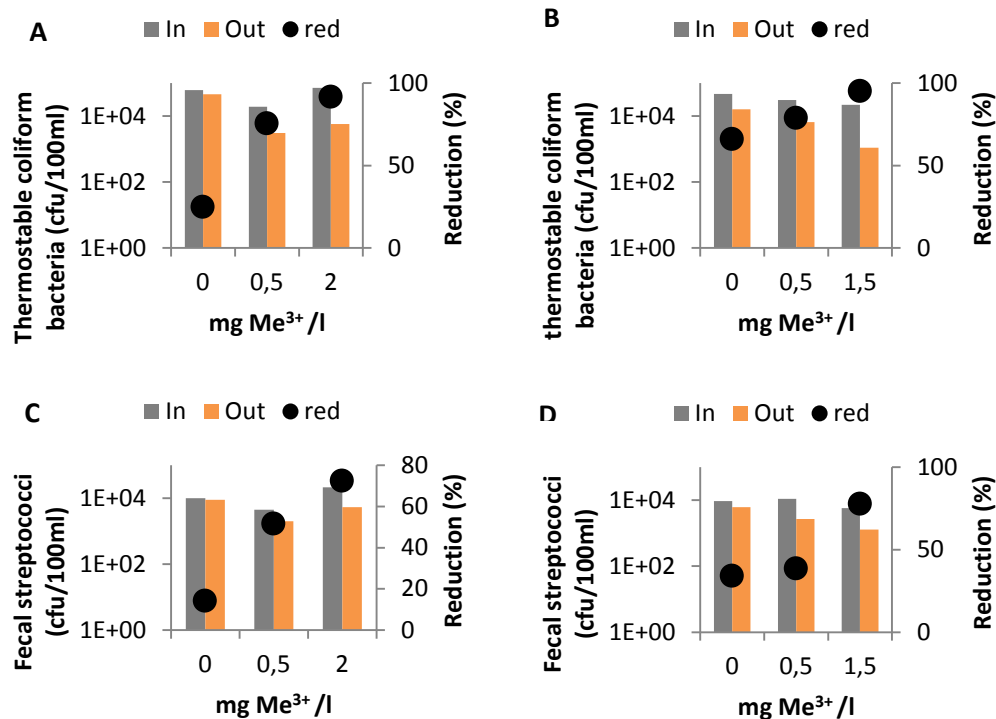 A
In Out red
Thermostable coliform
bacteria (cfu/100ml)
1E+04
1E+02
1E+00
100
50
0
Reduction (%)
0 0,5 2
mg Me³⁺/l
B
In Out red
thermostable coliform
bacteria (cfu/100ml)
1E+04
1E+02
1E+00
100
50
0
Reduction (%)
0 0,5 1,5
mg Me³⁺/l
C
In Out red
Fecal streptococci
(cfu/100ml)
1E+04
1E+02
1E+00
80
60
40
20
0
Reduction (%)
0 0,5 2
mg Me³⁺/l
D
In Out red
Fecal streptococci
(cfu/100ml)
1E+04
1E+02
1E+00
100
50
0
Reduction (%)
0 0,5 1,5
mg Me³⁺/l